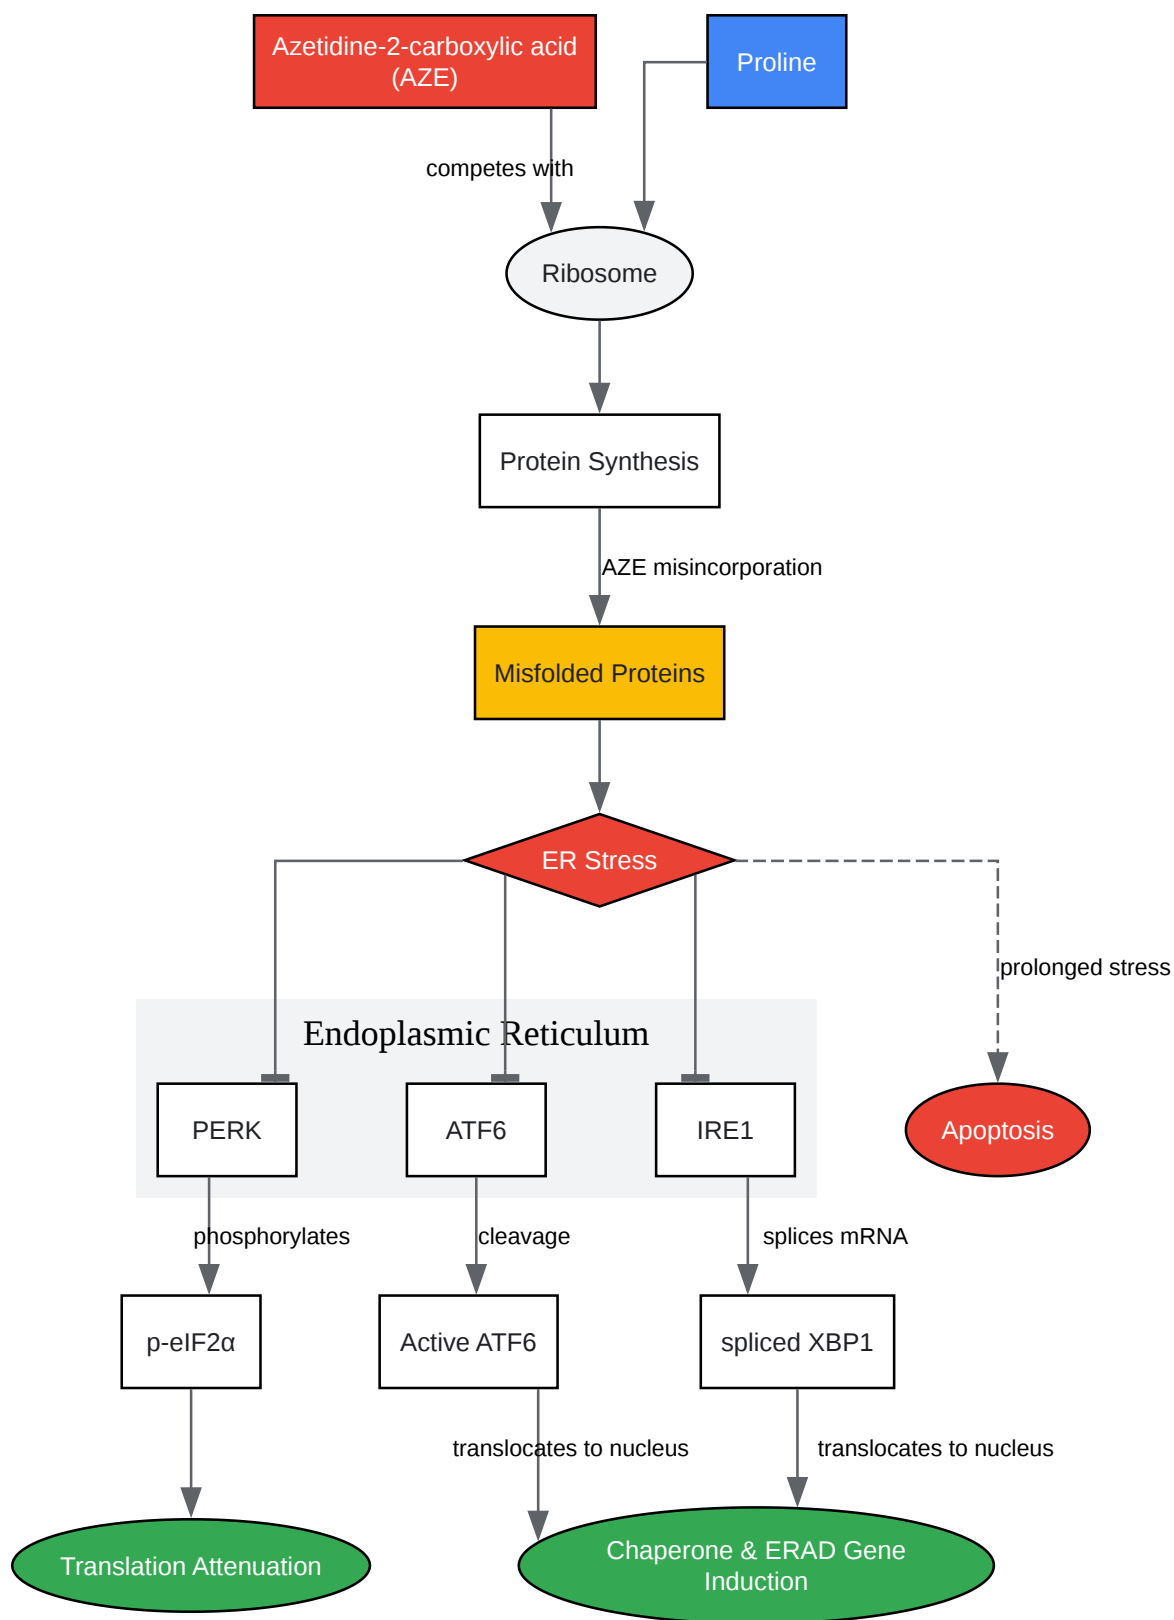 Azetidine-2-carboxylic acid
(AZE)
Proline
competes with
Ribosome
Protein Synthesis
AZE misincorporation
Misfolded Proteins
ER Stress
prolonged stress
Endoplasmic Reticulum
PERK
ATF6
IRE1
Apoptosis
phosphorylates
cleavage
splices mRNA
p-eIF2α
Active ATF6
spliced XBP1
translocates to nucleus
translocates to nucleus
Translation Attenuation
Chaperone & ERAD Gene
Induction